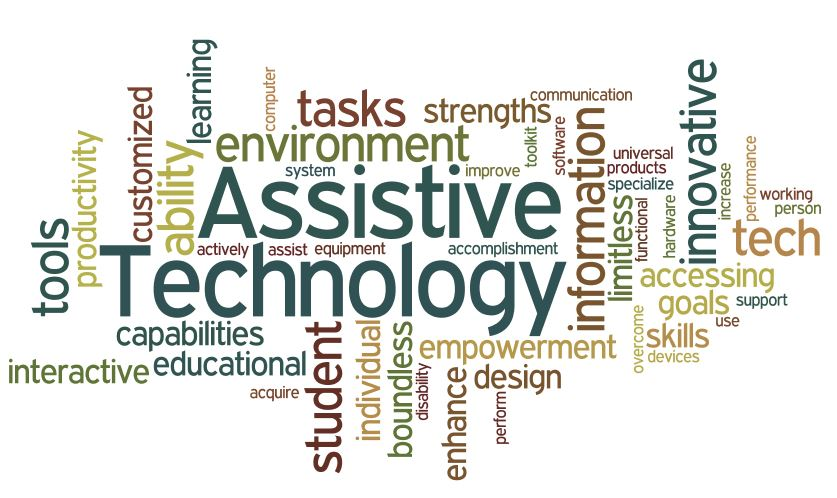 learning
computer
customized
tasks
strengths
communication
innovative
productivity
ability
environment
toolkit
software
information
universal
products
system
improve
specialize
increase
performance
working
person
Assistive
tools
limitless
functional
hardware
tech
actively
assist
equipment
accomplishment
Technology
accessing
goals
support
capabilities
student
individual
boundless
empowerment
overcome
skills
use
devices
interactive
educational
disability
enhance
design
acquire
perform